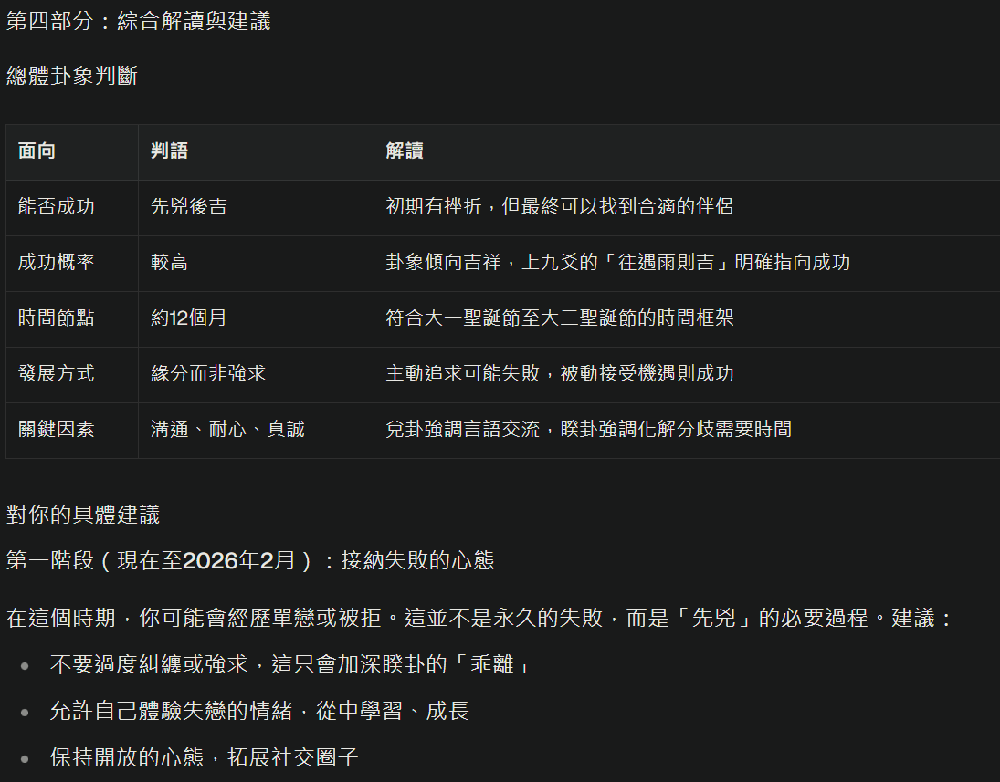 第四部分：綜合解讀與建議
總體卦象判斷
面向 判語 解讀
能否成功 先兇後吉 初期有挫折，但最終可以找到合適的伴侶
成功概率 較高 卦象傾向吉祥，上九爻的「往遇雨則吉」明確指向成功
時間節點 約12個月 符合大一聖誕節至大二聖誕節的時間框架
發展方式 緣分而非強求 主動追求可能失敗，被動接受機遇則成功
關鍵因素 溝通、耐心、真誠 兌卦強調言語交流，睽卦強調化解分歧需要時間
對你的具體建議
第一階段（現在至2026年2月）：接納失敗的心態
在這個時期，你可能會經歷單戀或被拒。這並不是永久的失敗，而是「先兇」的必要過程。建議：
• 不要過度糾纏或強求，這只會加深睽卦的「乖離」
• 允許自己體驗失戀的情緒，從中學習、成長
• 保持開放的心態，拓展社交圈子